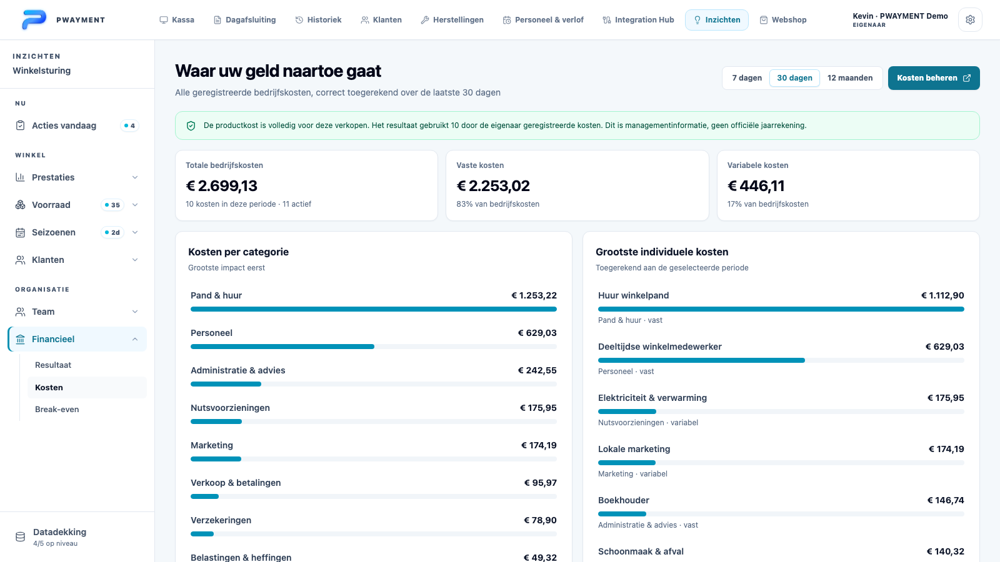 PWAYMENT
Kassa
Dagafsluiting
Historiek
Klanten
Herstellingen
Personeel & verlof
Integration Hub
Inzichten
Webshop
Kevin · PWAYMENT Demo
EIGENAAR
INZICHTEN
Winkelsturing
NU
Acties vandaag 4
WINKEL
Prestaties
Voorraad 35
Seizoenen 2d
Klanten
ORGANISATIE
Team
Financieel
Resultaat
Kosten
Break-even
Datadekking
4/5 op niveau
Waar uw geld naartoe gaat
Alle geregistreerde bedrijfskosten, correct toegerekend over de laatste 30 dagen
7 dagen
30 dagen
12 maanden
Kosten beheren
De productkost is volledig voor deze verkopen. Het resultaat gebruikt 10 door de eigenaar geregistreerde kosten. Dit is managementinformatie, geen officiële jaarrekening.
Totale bedrijfskosten
€ 2.699,13
10 kosten in deze periode · 11 actief
Vaste kosten
€ 2.253,02
83% van bedrijfskosten
Variabele kosten
€ 446,11
17% van bedrijfskosten
Kosten per categorie
Grootste impact eerst
Pand & huur € 1.253,22
Personeel € 629,03
Administratie & advies € 242,55
Nutsvoorzieningen € 175,95
Marketing € 174,19
Verkoop & betalingen € 95,97
Verzekeringen € 78,90
Belastingen & heffingen € 49,32
Grootste individuele kosten
Toegerekend aan de geselecteerde periode
Huur winkelpand € 1.112,90
Pand & huur · vast
Deeltijdse winkelmedewerker € 629,03
Personeel · vast
Elektriciteit & verwarming € 175,95
Nutsvoorzieningen · variabel
Lokale marketing € 174,19
Marketing · variabel
Boekhouder € 146,74
Administratie & advies · vast
Schoonmaak & afval € 140,32